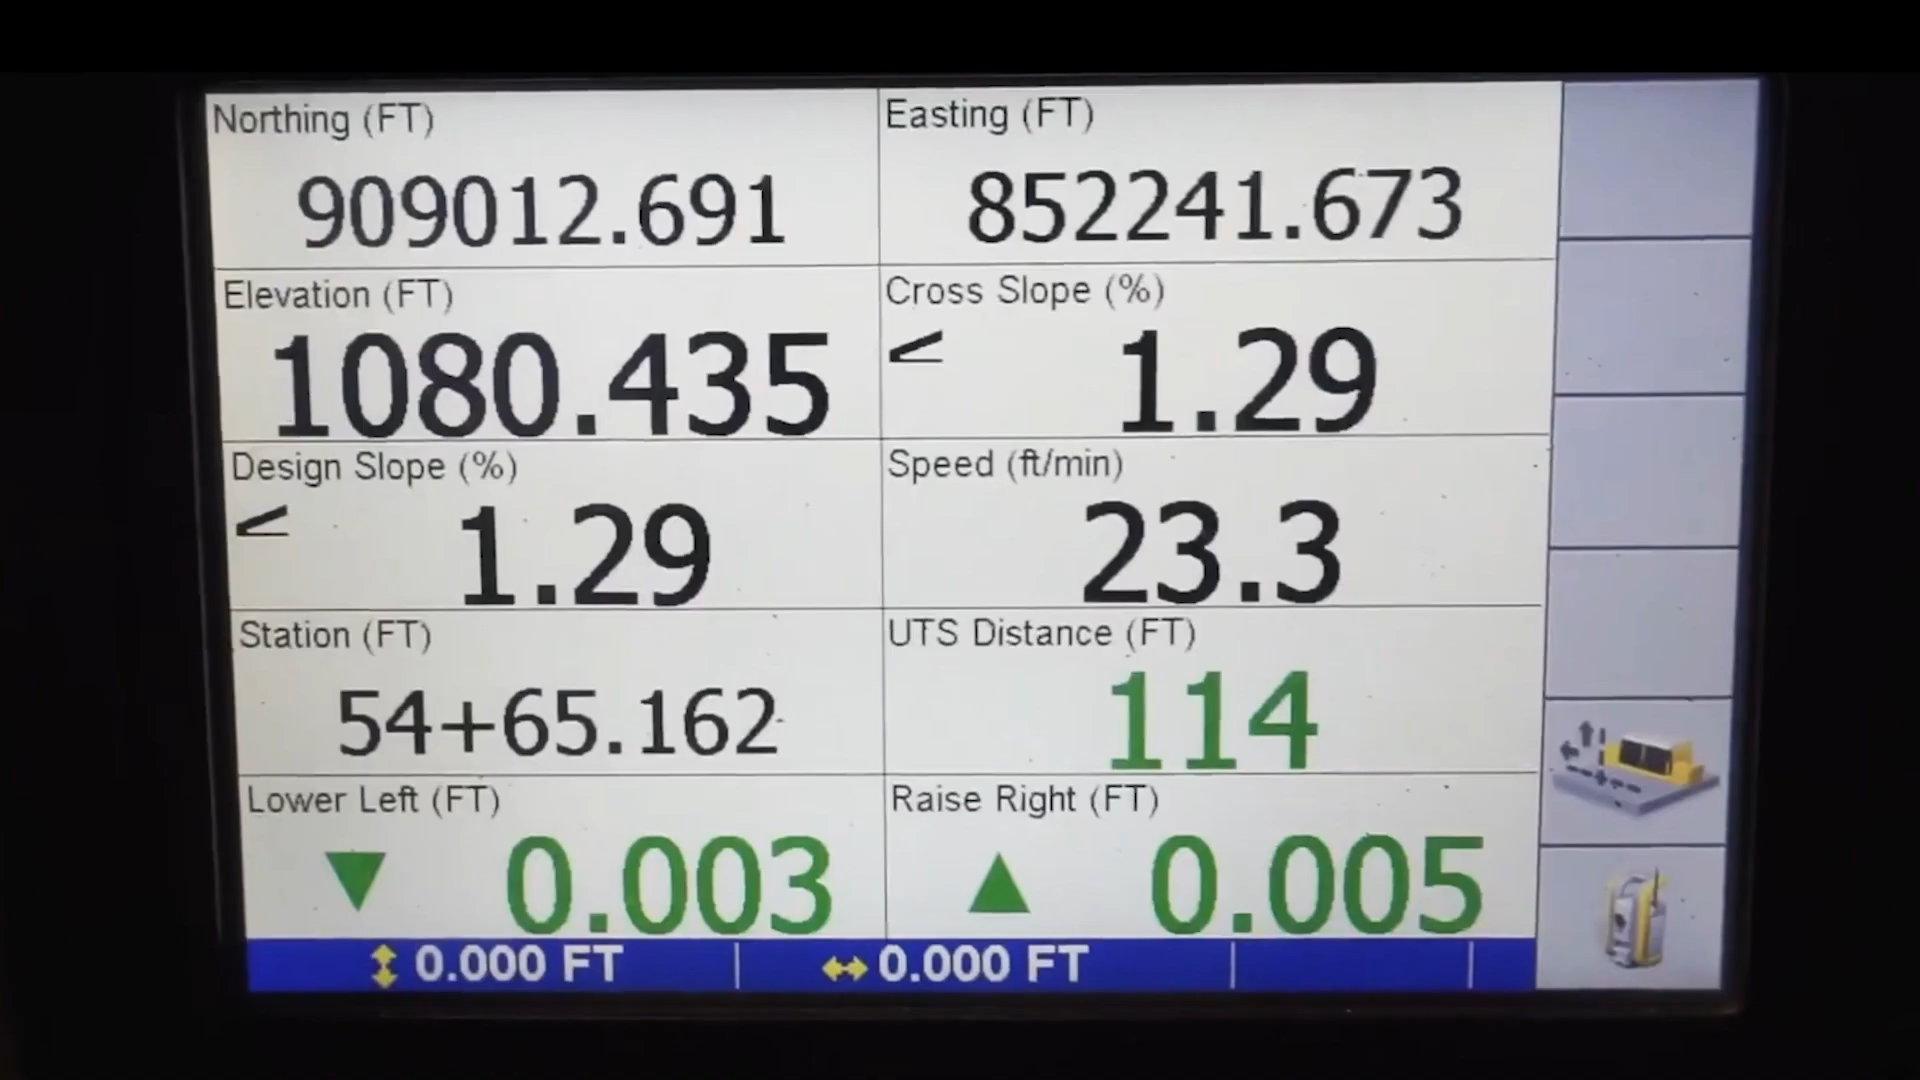 Northing (FT)
909012.691
Easting (FT)
852241.673
Elevation (FT)
1080.435
Cross Slope (%)
1.29
Design Slope (%)
1.29
Speed (ft/min)
23.3
Station (FT)
54+65.162
UTS Distance (FT)
114
Lower Left (FT)
0.003
Raise Right (FT)
0.005
0.000 FT
0.000 FT